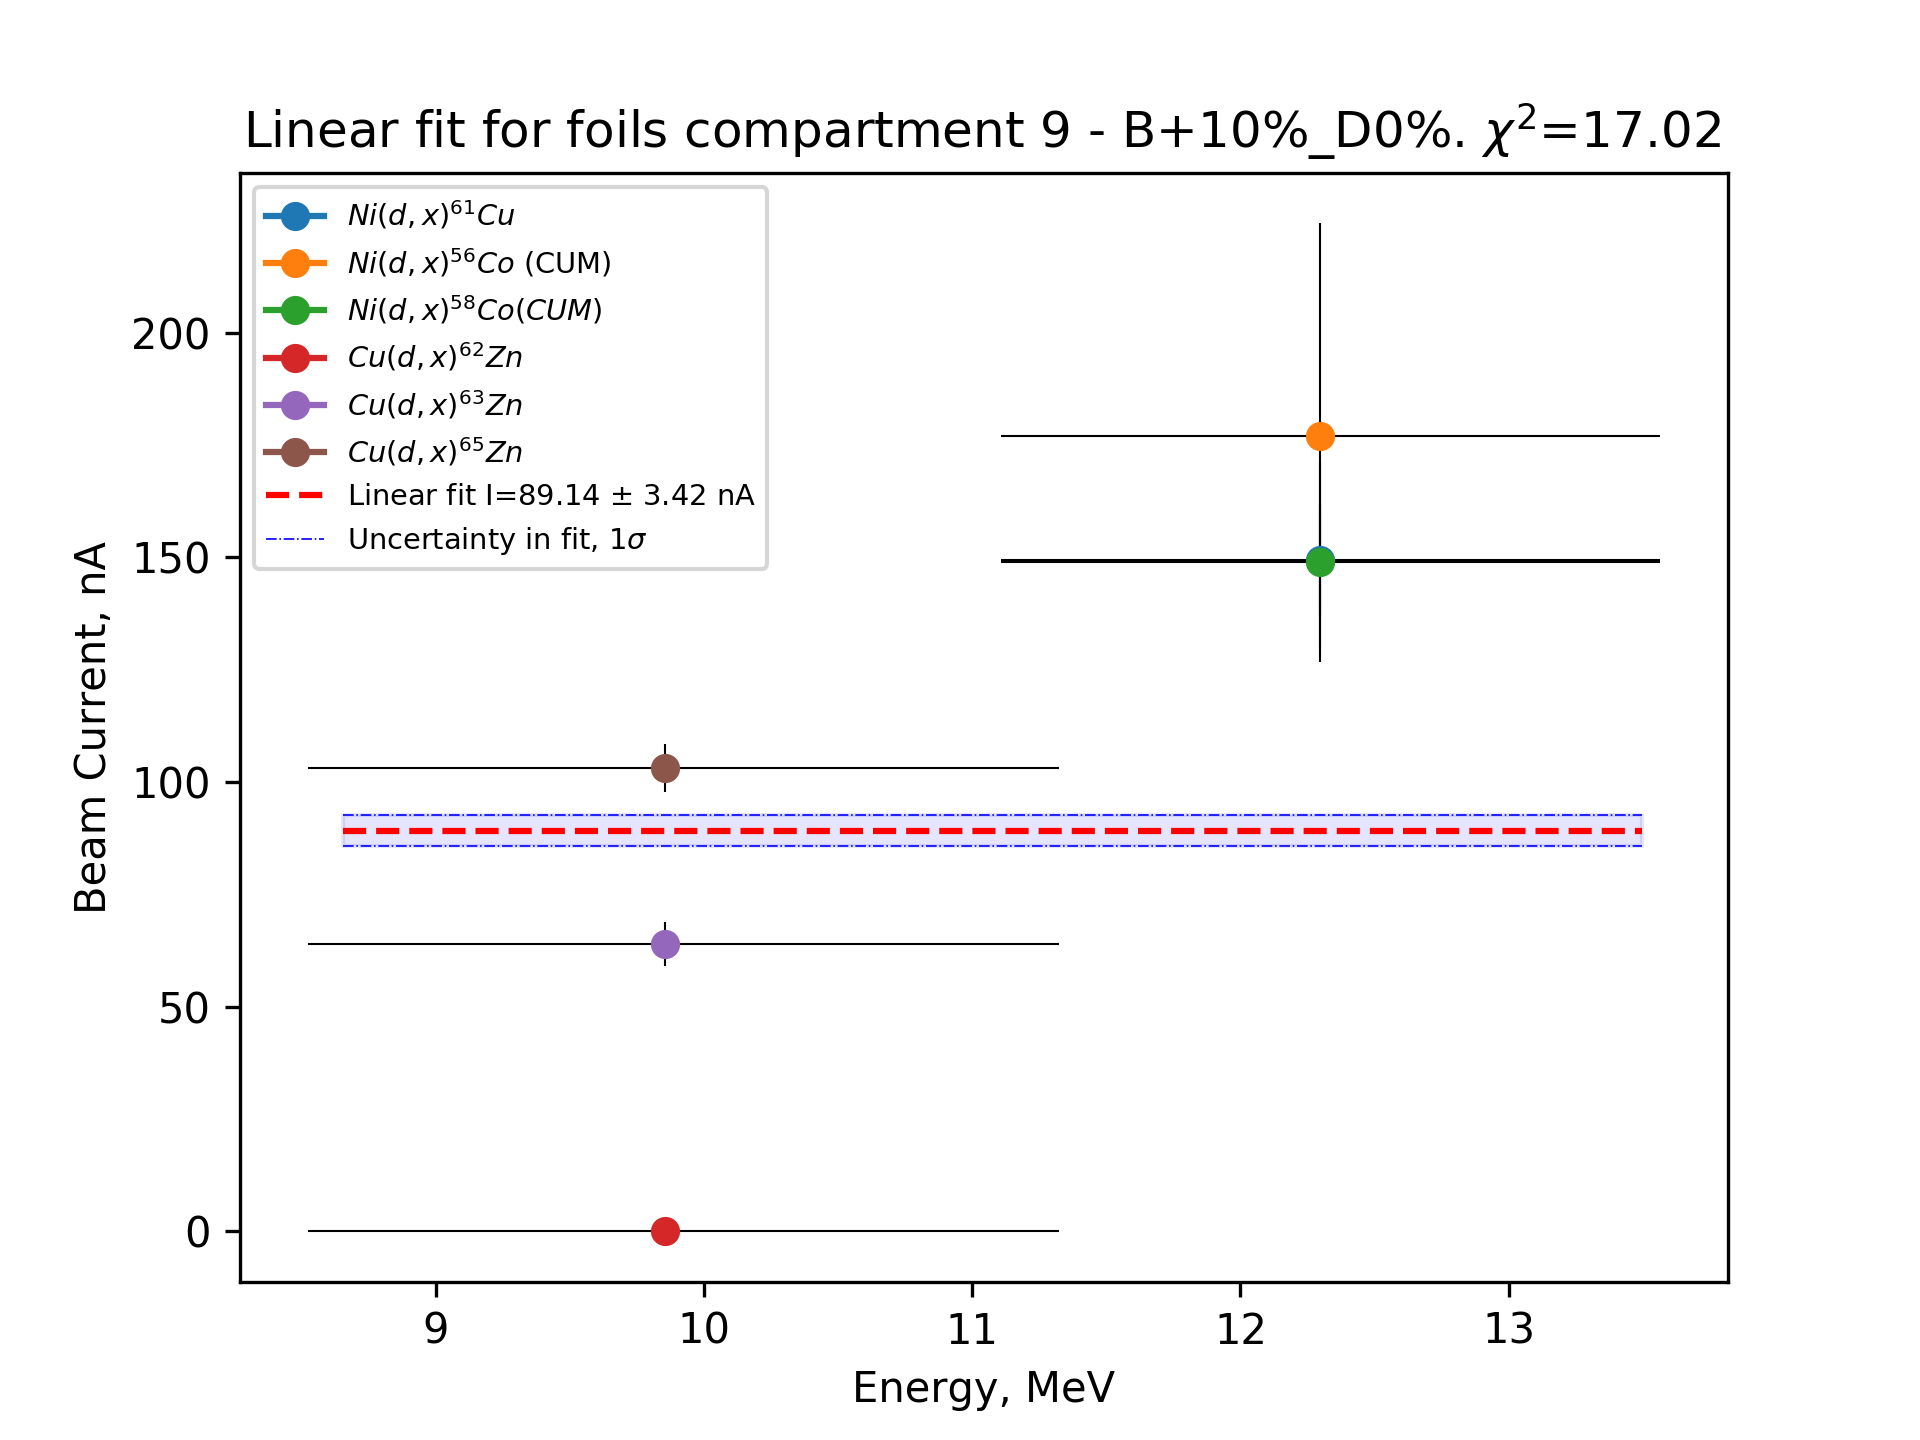 Linear fit for foils compartment 9 - B+10%_D0%. χ²=17.02
Ni(d, x)⁶¹Cu
Ni(d, x)⁵⁶Co (CUM)
Ni(d, x)⁵⁸Co(CUM)
Cu(d, x)⁶²Zn
Cu(d, x)⁶³Zn
Cu(d, x)⁶⁵Zn
Linear fit I=89.14 ± 3.42 nA
Uncertainty in fit, 1σ
Beam Current, nA
200
150
100
50
0
9 10 11 12 13
Energy, MeV